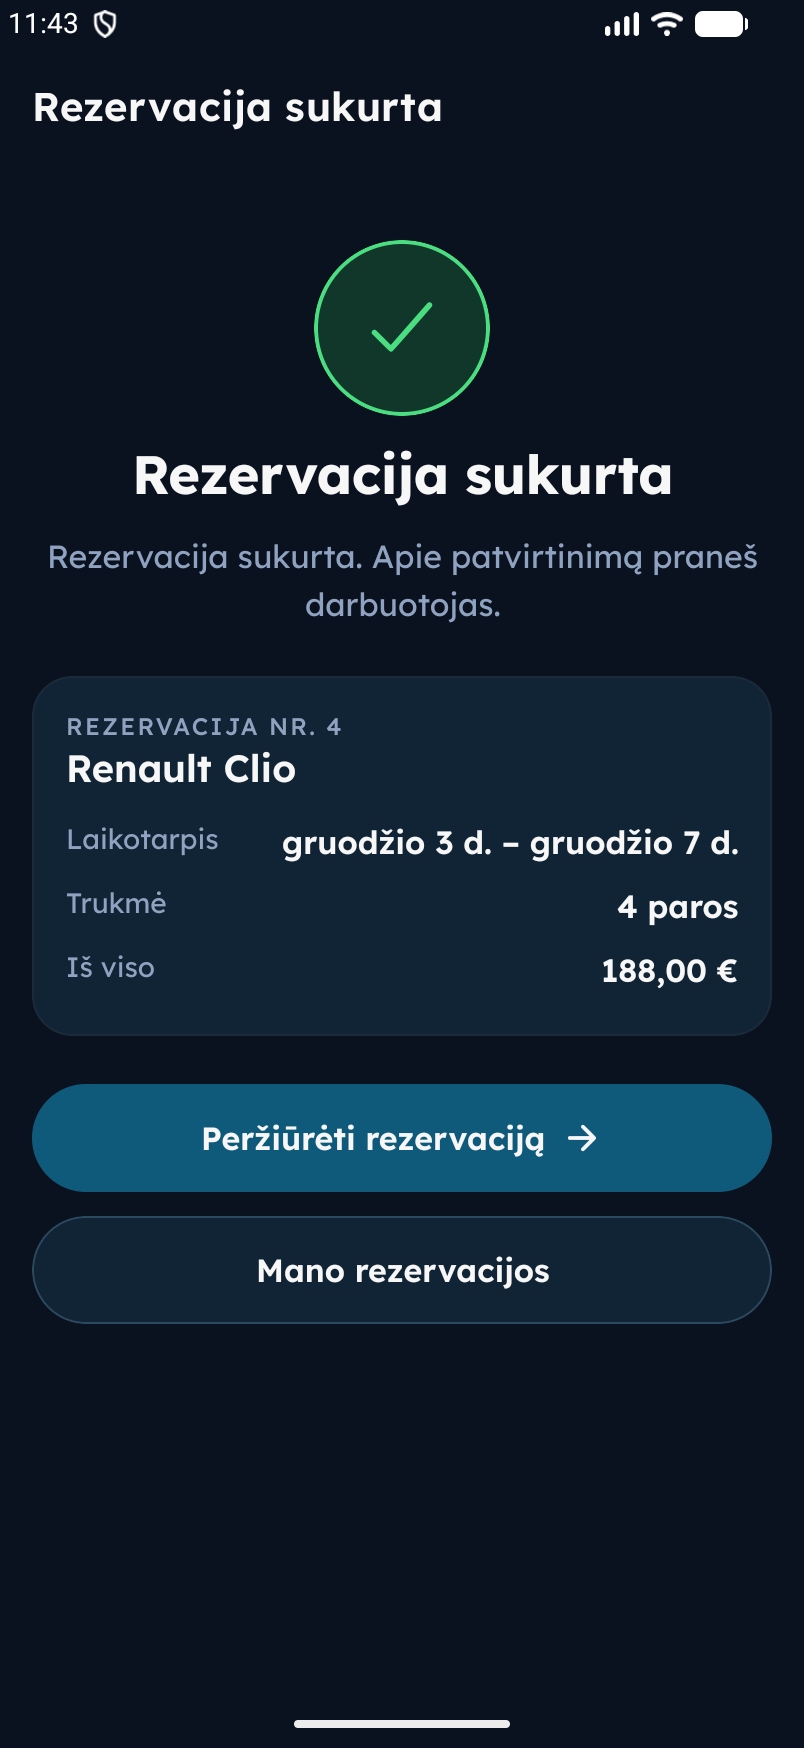 11:43
Rezervacija sukurta
Rezervacija sukurta
Rezervacija sukurta. Apie patvirtinimą praneš
darbuotojas.
REZERVACIJA NR. 4
Renault Clio
Laikotarpis gruodžio 3 d. – gruodžio 7 d.
Trukmė 4 paros
Iš viso 188,00 €
Peržiūrėti rezervaciją →
Mano rezervacijos